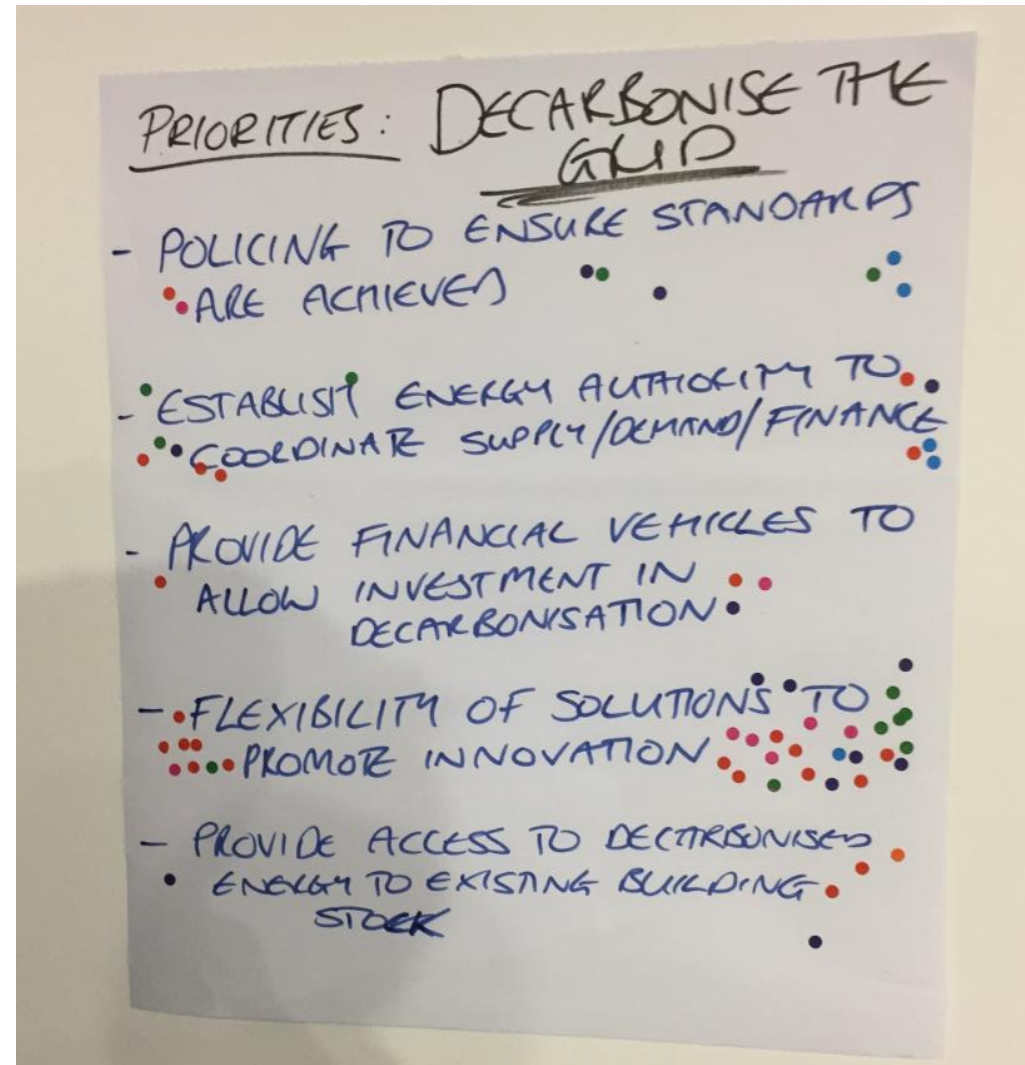 PRIORITIES: DECARBONISE THE
GRID
- POLICING TO ENSURE STANDARDS
ARE ACHIEVED
- ESTABLISH ENERGY AUTHORITY TO
COORDINATE SUPPLY/DEMAND/FINANCE
- PROVIDE FINANCIAL VEHICLES TO
ALLOW INVESTMENT IN
DECARBONISATION
- FLEXIBILITY OF SOLUTIONS TO
PROMOTE INNOVATION
- PROVIDE ACCESS TO DECARBONISED
ENERGY TO EXISTING BUILDING
STOCK